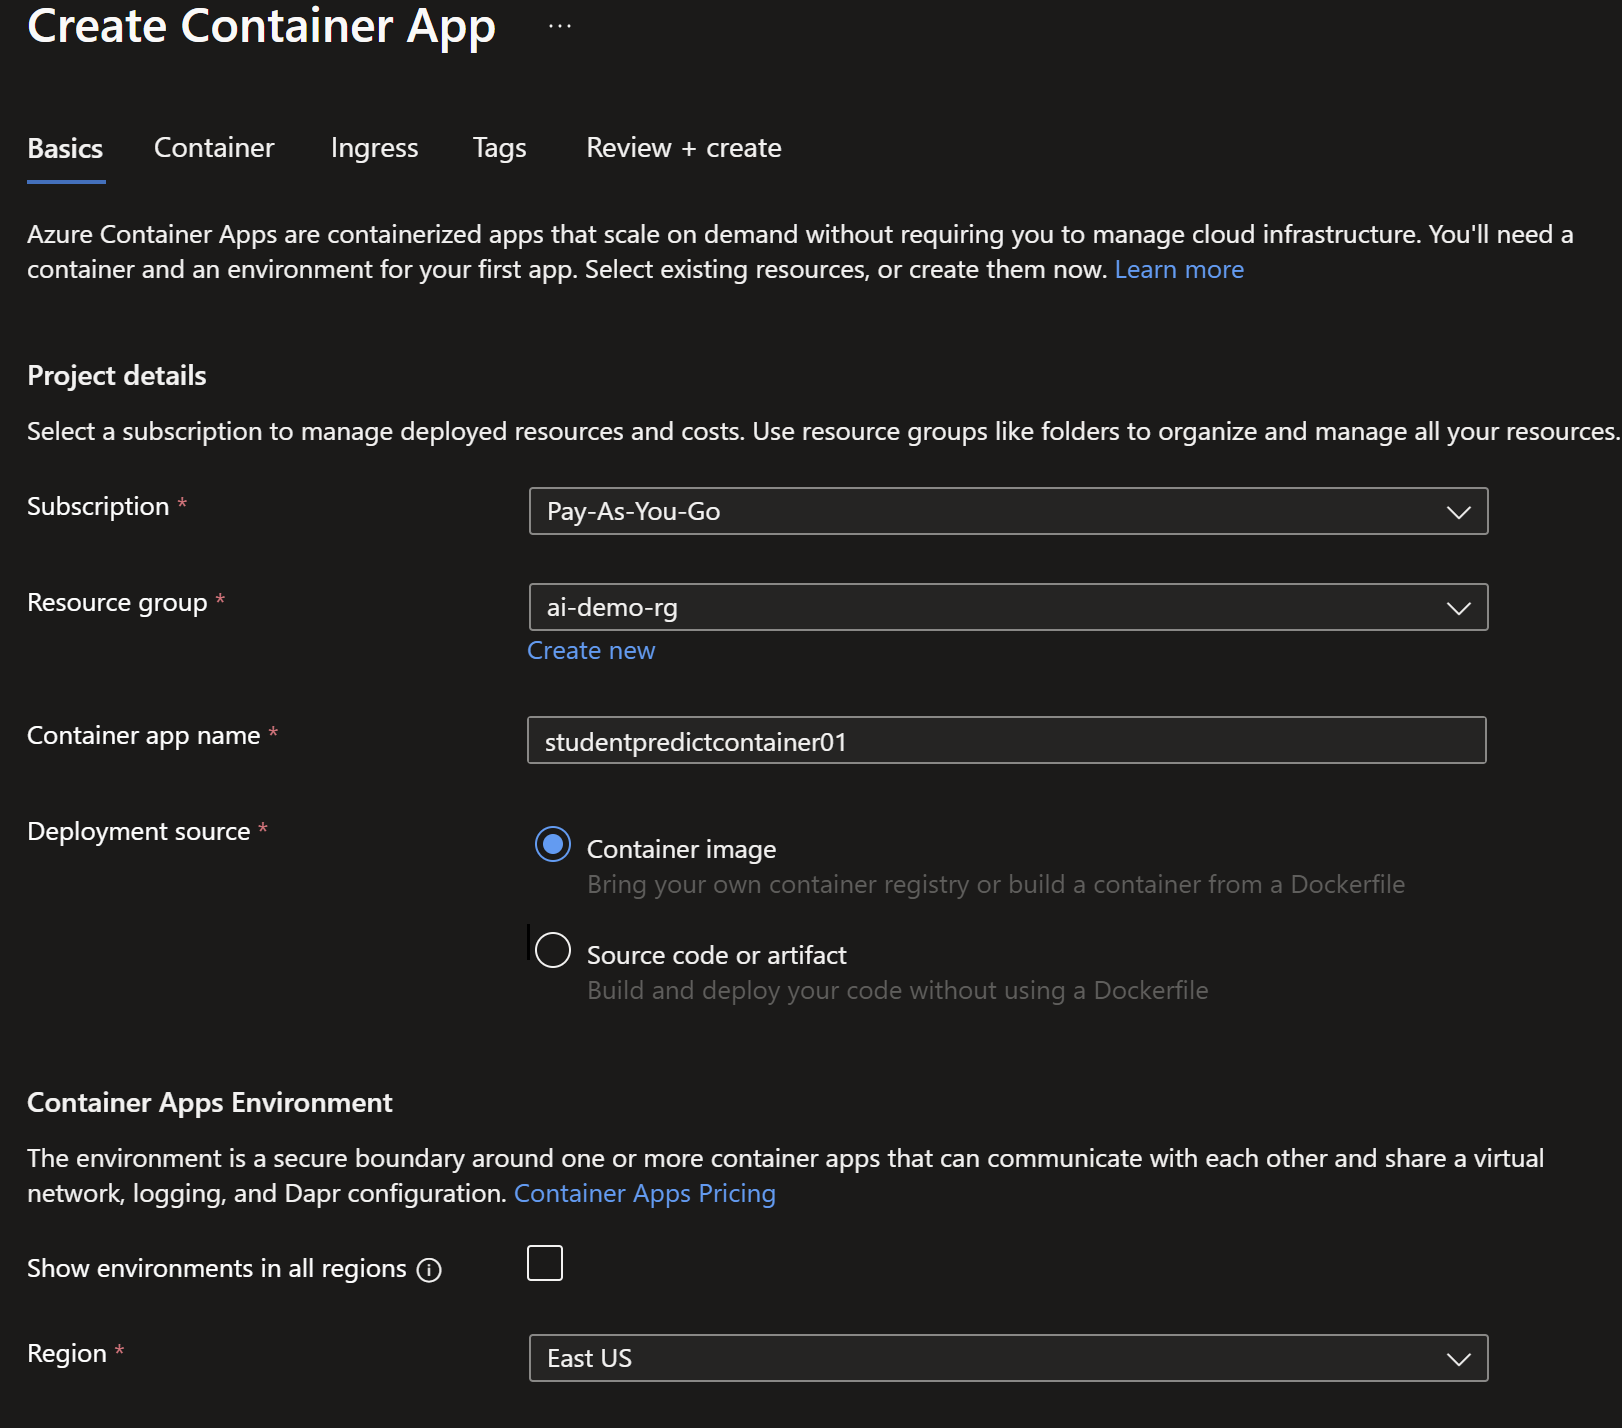 Create Container App ...
Basics Container Ingress Tags Review + create
Azure Container Apps are containerized apps that scale on demand without requiring you to manage cloud infrastructure. You'll need a
container and an environment for your first app. Select existing resources, or create them now. Learn more
Project details
Select a subscription to manage deployed resources and costs. Use resource groups like folders to organize and manage all your resources.
Subscription *
Pay-As-You-Go
Resource group *
ai-demo-rg
Create new
Container app name *
studentpredictcontainer01
Deployment source *
Container image
Bring your own container registry or build a container from a Dockerfile
Source code or artifact
Build and deploy your code without using a Dockerfile
Container Apps Environment
The environment is a secure boundary around one or more container apps that can communicate with each other and share a virtual
network, logging, and Dapr configuration. Container Apps Pricing
Show environments in all regions
Region *
East US